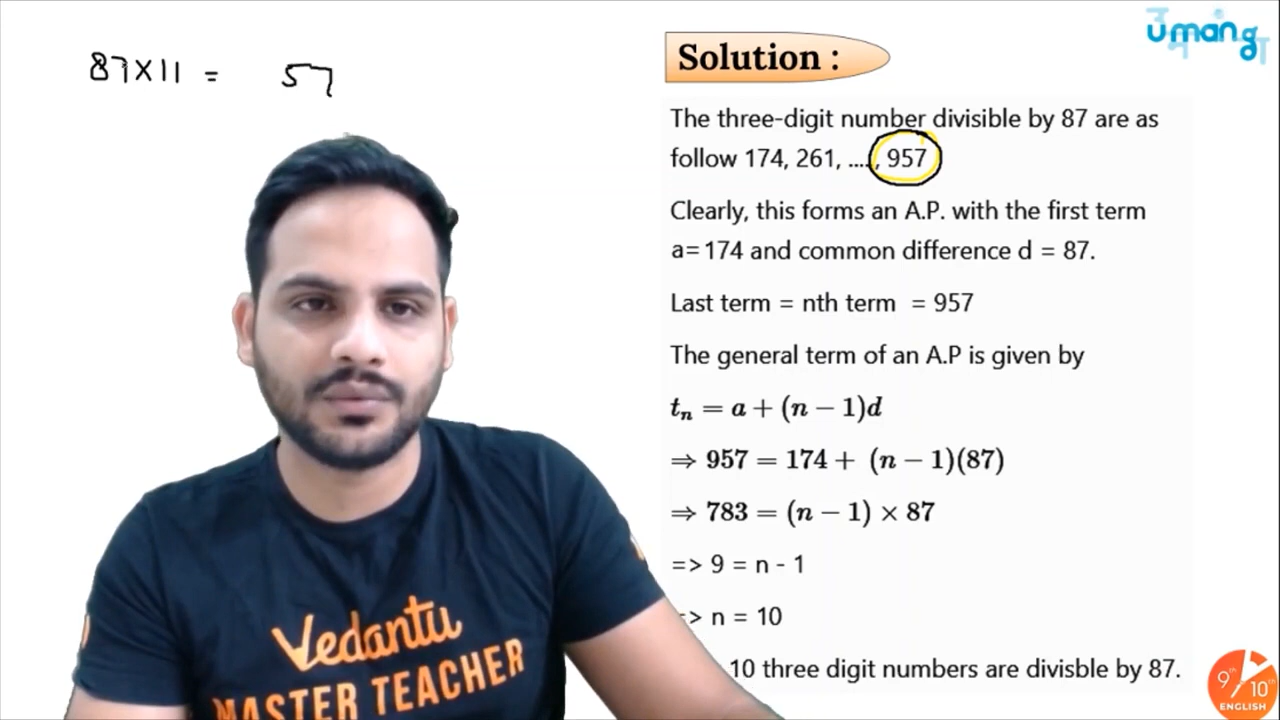 87×11 = 57
Solution :
The three-digit number divisible by 87 are as
follow 174, 261, ...., 957
Clearly, this forms an A.P. with the first term
a=174 and common difference d = 87.
Last term = nth term = 957
The general term of an A.P is given by
tₙ = a + (n − 1)d
⇒ 957 = 174 + (n − 1)(87)
⇒ 783 = (n − 1) × 87
=> 9 = n - 1
> n = 10
10 three digit numbers are divisble by 87.
umang
Vedantu
MASTER TEACHER
9th 10th
ENGLISH